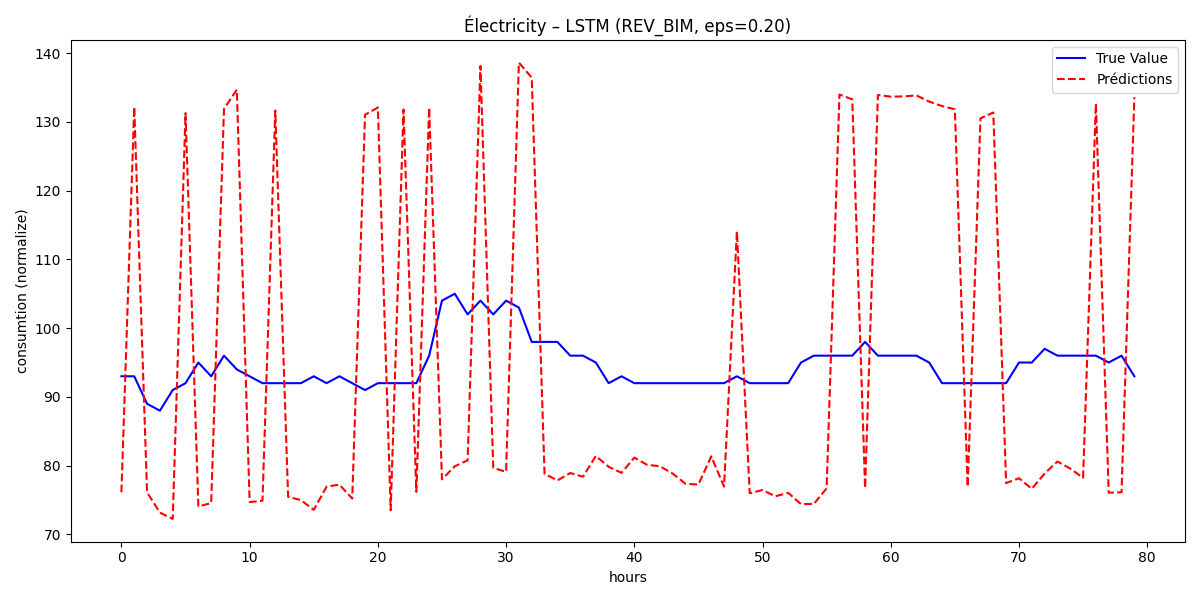 Électricity – LSTM (REV_BIM, eps=0.20)
True Value
Prédictions
consumtion (normalize)
140
130
120
110
100
90
80
70
0 10 20 30 40 50 60 70 80
hours